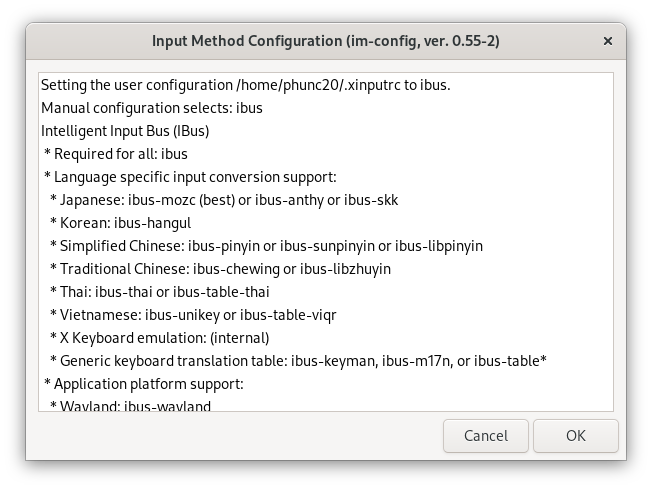 Input Method Configuration (im-config, ver. 0.55-2)
Setting the user configuration /home/phunc20/.xinputrc to ibus.
Manual configuration selects: ibus
Intelligent Input Bus (IBus)
* Required for all: ibus
* Language specific input conversion support:
* Japanese: ibus-mozc (best) or ibus-anthy or ibus-skk
* Korean: ibus-hangul
* Simplified Chinese: ibus-pinyin or ibus-sunpinyin or ibus-libpinyin
* Traditional Chinese: ibus-chewing or ibus-libzhuyin
* Thai: ibus-thai or ibus-table-thai
* Vietnamese: ibus-unikey or ibus-table-viqr
* X Keyboard emulation: (internal)
* Generic keyboard translation table: ibus-keyman, ibus-m17n, or ibus-table*
* Application platform support:
* Wayland: ibus-wayland
Cancel OK